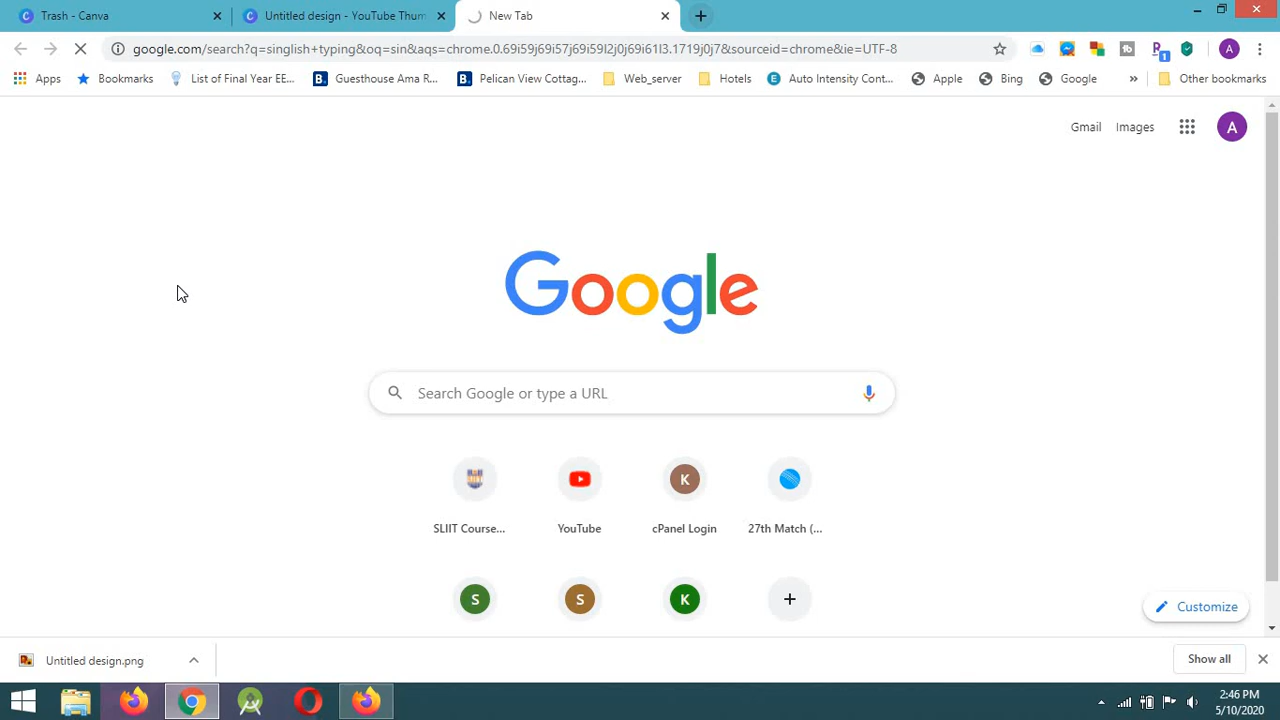 Trash - Canva
Untitled design - YouTube Thum
New Tab
google.com/search?q=singlish+typing&oq=sin&aqs=chrome.0.69i59j69i57j69i59l2j0j69i61l3.1719j0j7&sourceid=chrome&ie=UTF-8
A
Apps
Bookmarks
List of Final Year EE...
B.
Guesthouse Ama R...
B.
Pelican View Cottag...
Web_server
Hotels
E
Auto Intensity Cont...
Apple
Bing
Google
»
Other bookmarks
1
Gmail
Images
A
Google
Search Google or type a URL
K
SLIIT Course...
YouTube
cPanel Login
27th Match (...
S
S
K
Customize
Untitled design.png
Show all
2:46 PM
5/10/2020